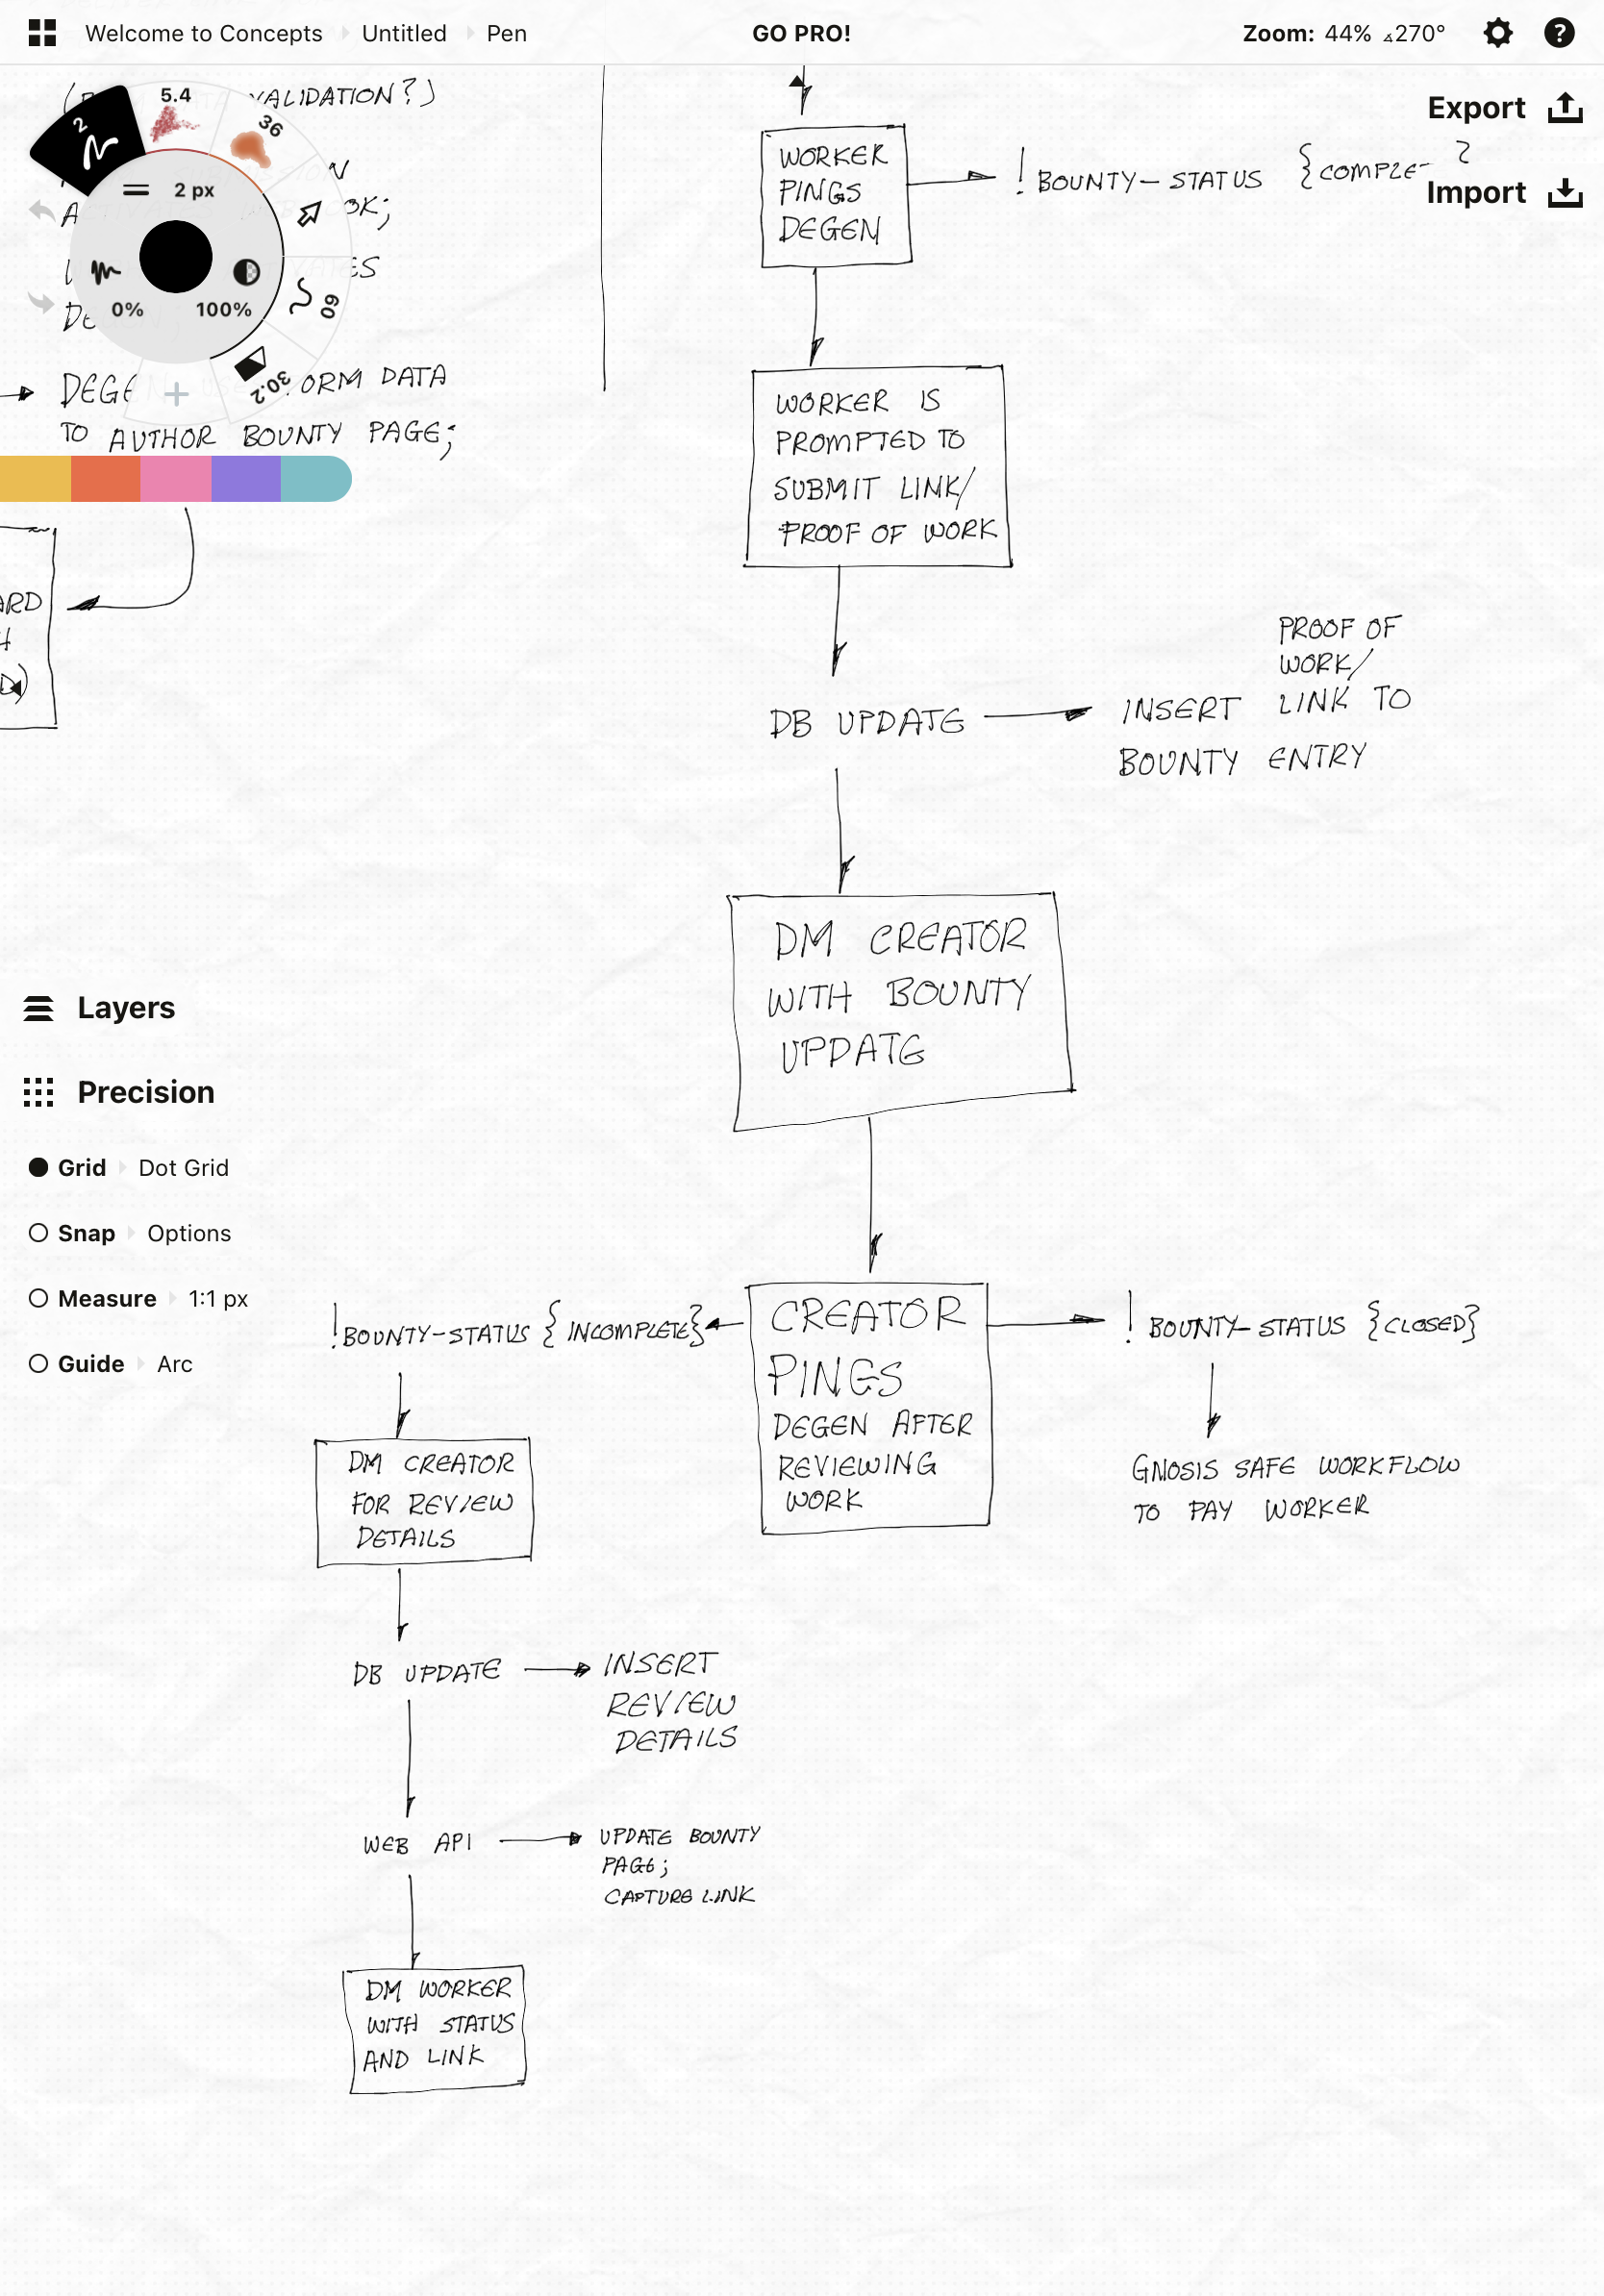 Welcome to Concepts Untitled Pen
GO PRO!
Zoom: 44% ∡270°
Export
Import
5.4
36
2
2 px
60
0% 100%
30.2
VALIDATION?)
OK;
ORM DATA
TO AUTHOR BOUNTY PAGE;
Layers
Precision
Grid Dot Grid
Snap Options
Measure 1:1 px
Guide Arc
WORKER
PINGS
DEGEN
! BOUNTY-STATUS {COMPLE
WORKER IS
PROMPTED TO
SUBMIT LINK/
PROOF OF WORK
DB UPDATE
PROOF OF
WORK/
INSERT LINK TO
BOUNTY ENTRY
DM CREATOR
WITH BOUNTY
UPDATE
CREATOR
PINGS
DEGEN AFTER
REVIEWING
WORK
! BOUNTY-STATUS {CLOSED}
GNOSIS SAFE WORKFLOW
TO PAY WORKER
!BOUNTY-STATUS {INCOMPLETE}
DM CREATOR
FOR REVIEW
DETAILS
DB UPDATE
INSERT
REVIEW
DETAILS
WEB API
UPDATE BOUNTY
PAGE;
CAPTURE LINK
DM WORKER
WITH STATUS
AND LINK